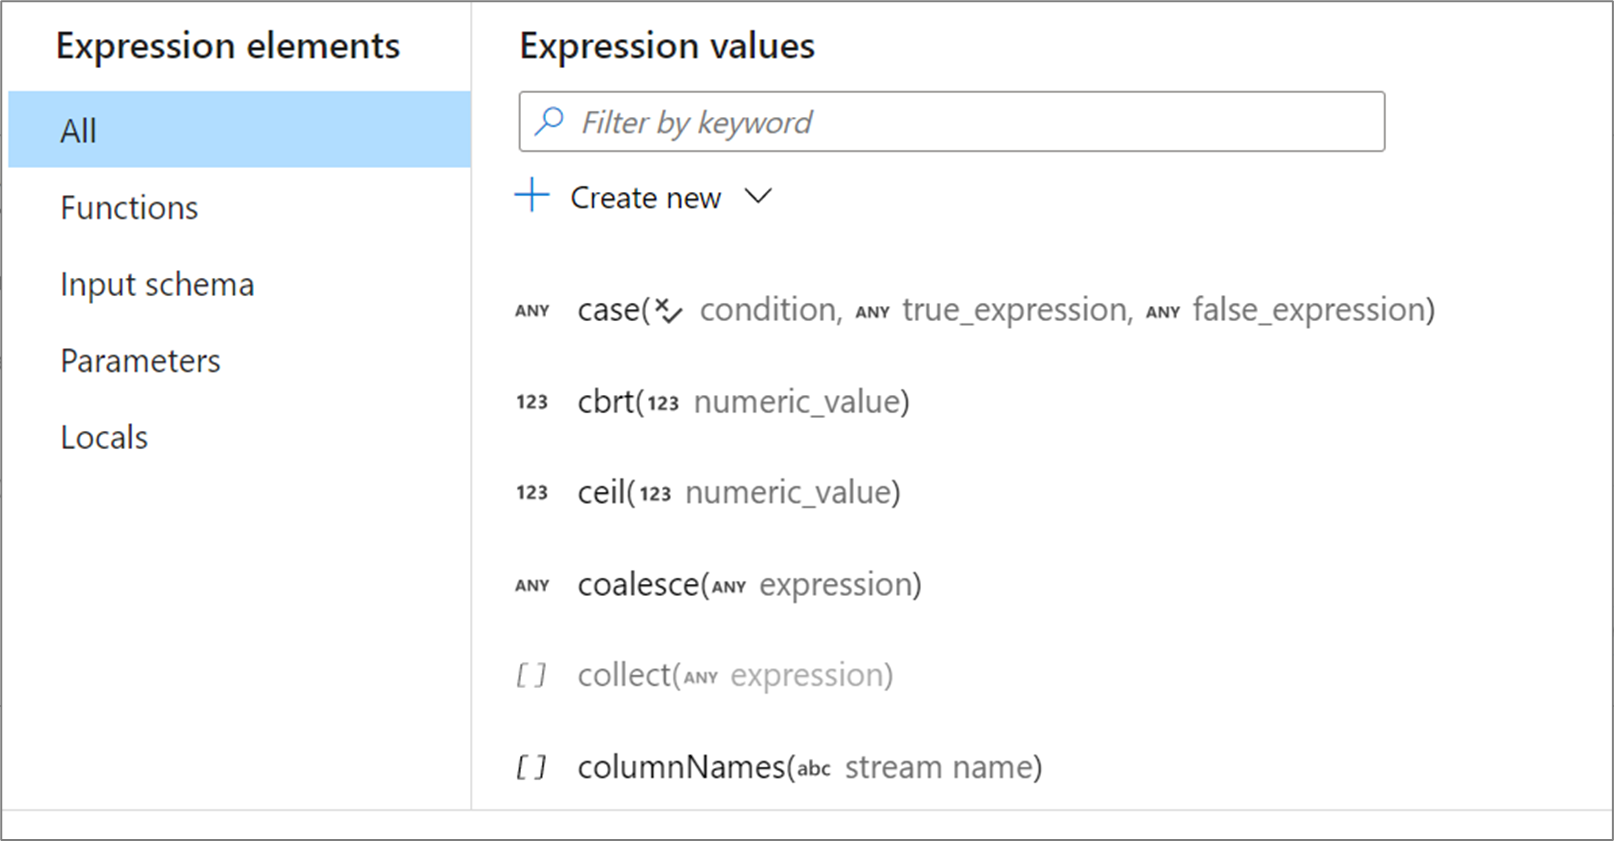 Expression elements
All
Functions
Input schema
Parameters
Locals
Expression values
Filter by keyword
Create new
ANY case( condition, ANY true_expression, ANY false_expression)
123 cbrt(123 numeric_value)
123 ceil(123 numeric_value)
ANY coalesce(ANY expression)
[ ] collect(ANY expression)
[ ] columnNames(abc stream name)